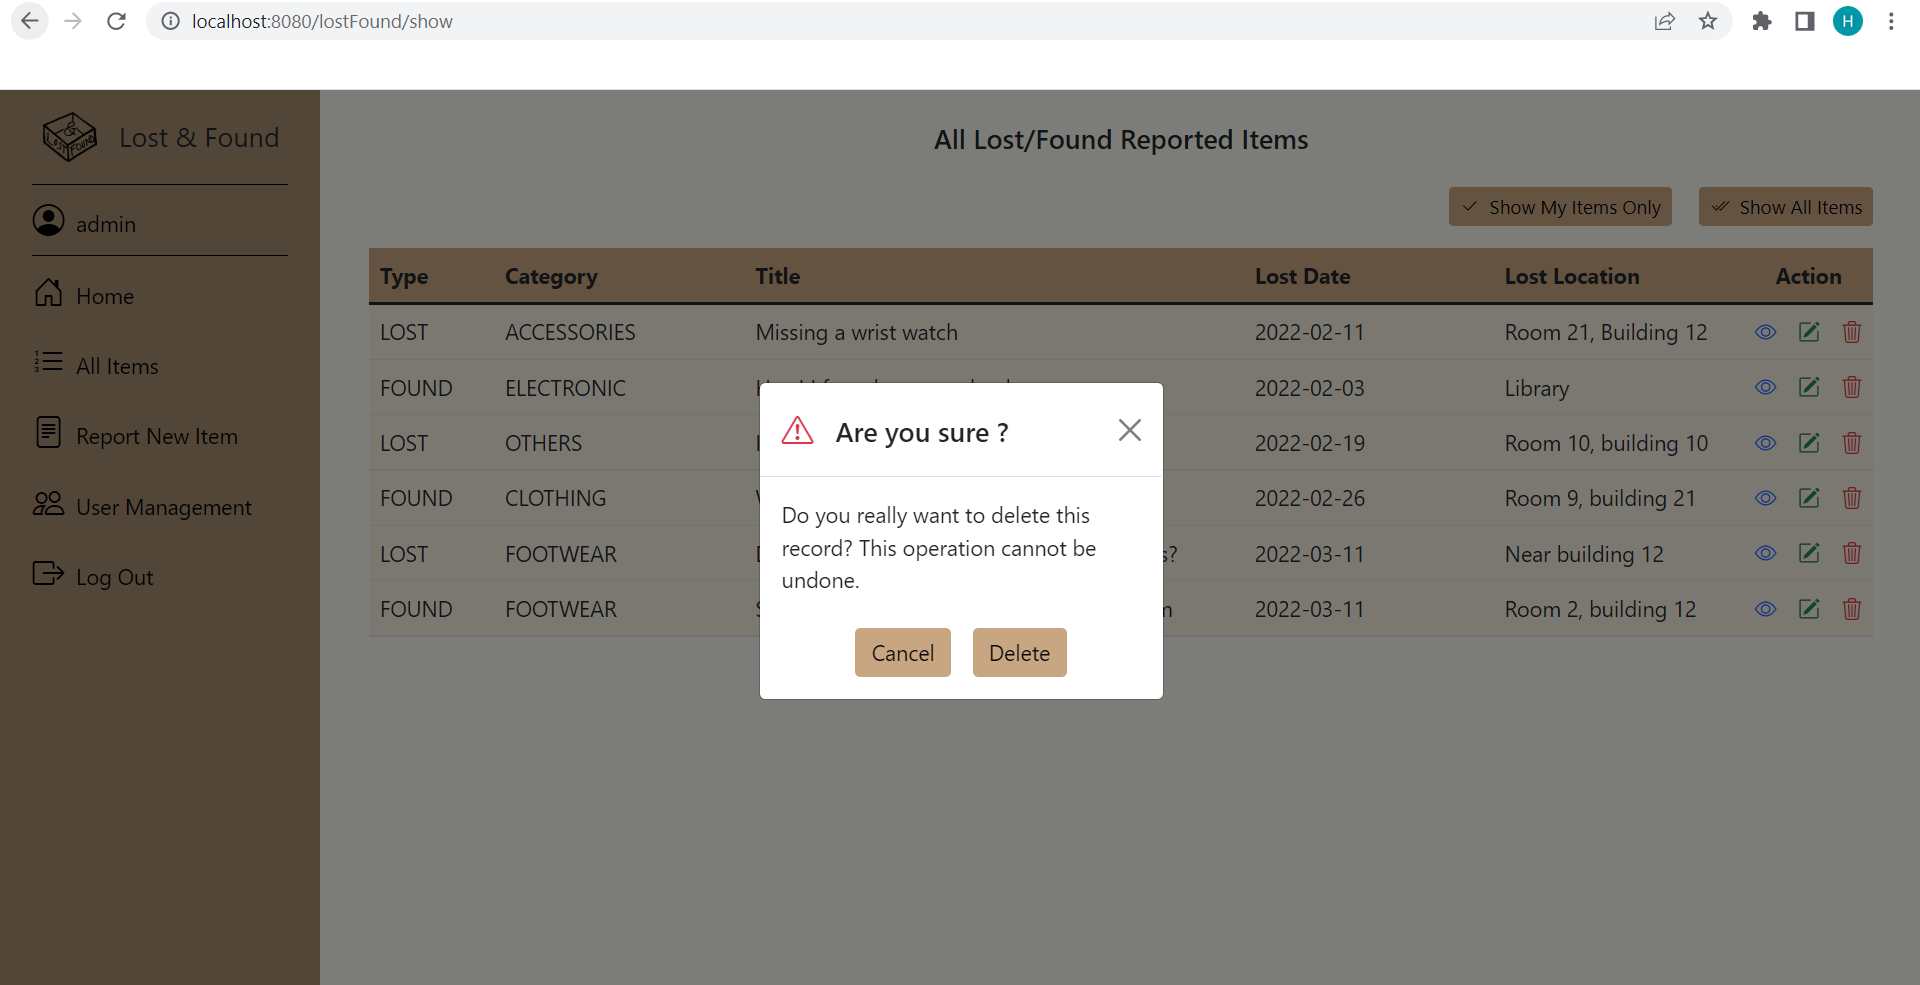 localhost:8080/lostFound/show
H
& LOST FOUND
Lost & Found
admin
Home
All Items
Report New Item
User Management
Log Out
All Lost/Found Reported Items
Show My Items Only Show All Items
Type Category Title Lost Date Lost Location Action
LOST ACCESSORIES Missing a wrist watch 2022-02-11 Room 21, Building 12
FOUND ELECTRONIC 2022-02-03 Library
LOST OTHERS 2022-02-19 Room 10, building 10
FOUND CLOTHING 2022-02-26 Room 9, building 21
LOST FOOTWEAR 2022-03-11 Near building 12
FOUND FOOTWEAR 2022-03-11 Room 2, building 12
Are you sure ?
Do you really want to delete this
record? This operation cannot be
undone.
Cancel Delete